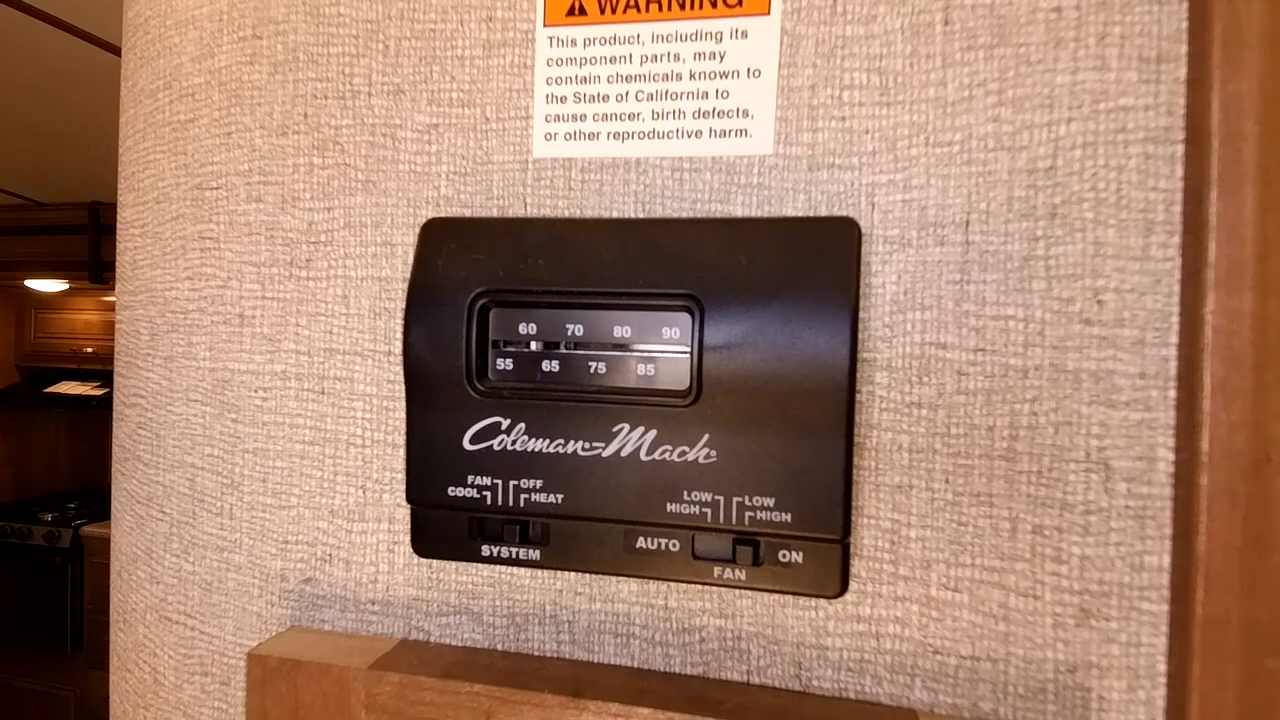 WARNING
This product, including its
component parts, may
contain chemicals known to
the State of California to
cause cancer, birth defects,
or other reproductive harm.
60 70 80 90
55 65 75 85
Coleman-Mach
FAN OFF
COOL HEAT
LOW LOW
HIGH HIGH
SYSTEM
AUTO ON
FAN